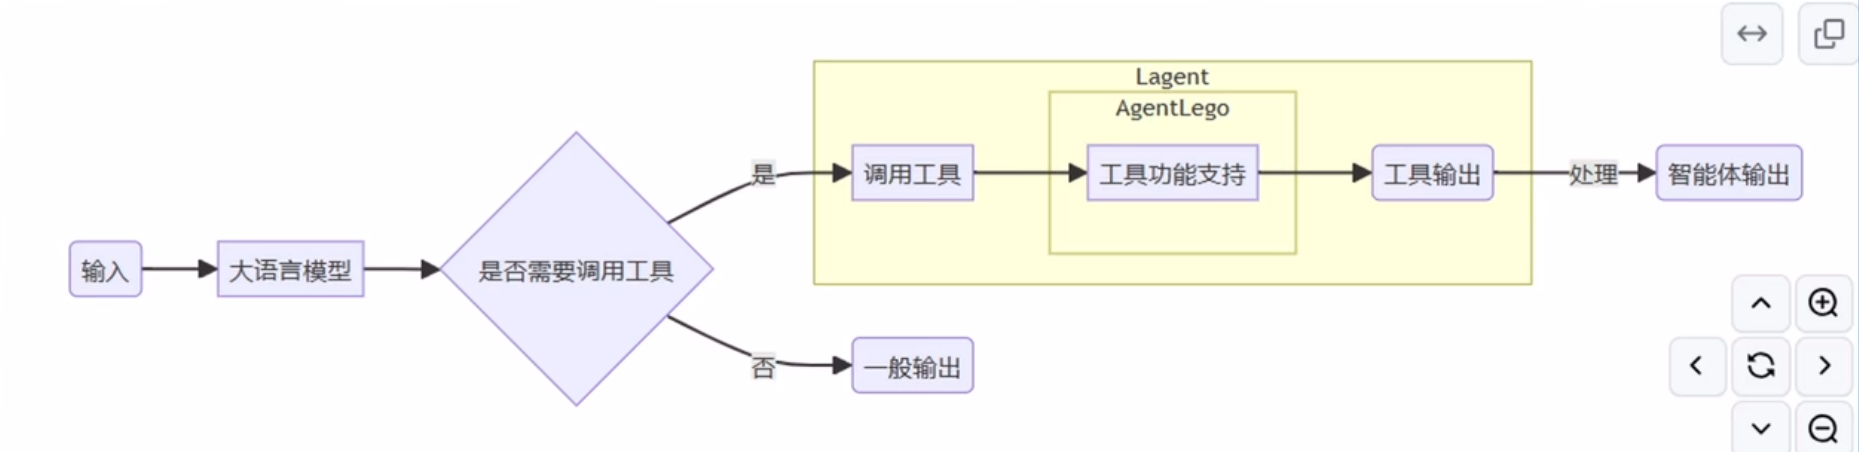 Lagent
AgentLego
是
调用工具
工具功能支持
工具输出
处理
智能体输出
输入
大语言模型
是否需要调用工具
否
一般输出